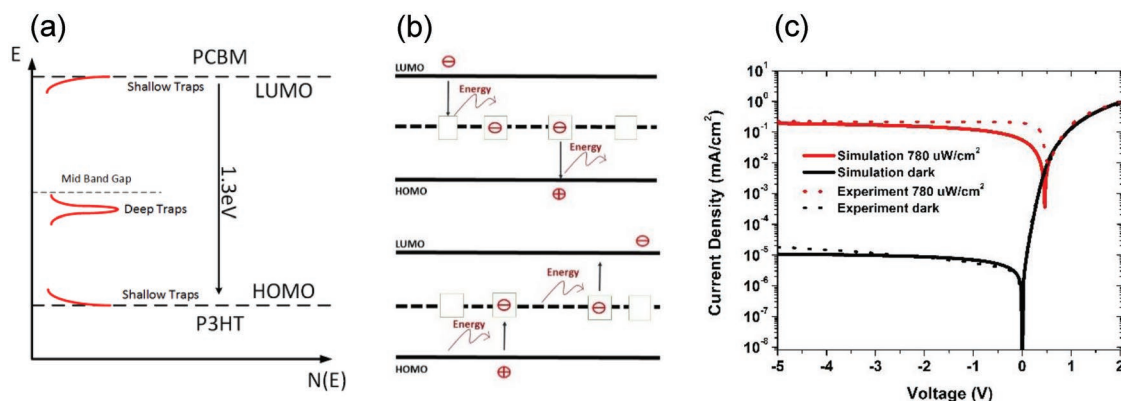 (a)
E
PCBM
Shallow Traps
LUMO
Mid Band Gap
Deep Traps
1.3eV
Shallow Traps
HOMO
P3HT
N(E)
(b)
LUMO
Energy
Energy
HOMO
LUMO
Energy
Energy
HOMO
(c)
Current Density (mA/cm²)
10¹
10⁰
10⁻¹
10⁻²
10⁻³
10⁻⁴
10⁻⁵
10⁻⁶
10⁻⁷
10⁻⁸
Simulation 780 uW/cm²
Simulation dark
Experiment 780 uW/cm²
Experiment dark
-5 -4 -3 -2 -1 0 1 2
Voltage (V)